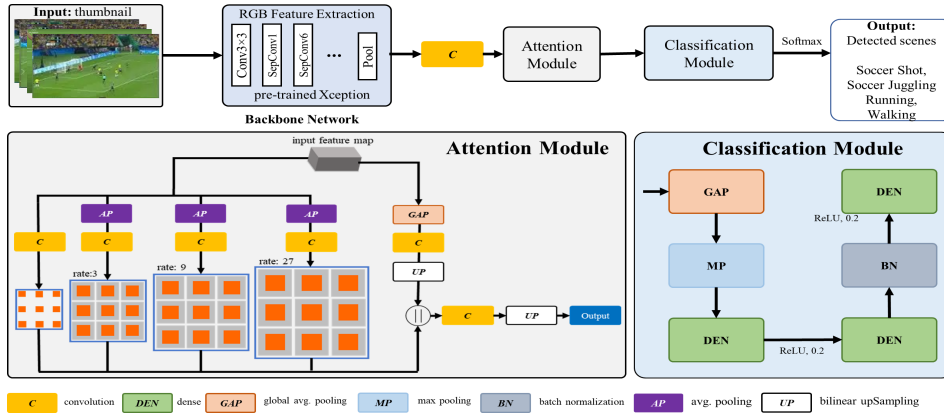 Input: thumbnail
RGB Feature Extraction
Conv3×3
SepConv1
SepConv6
...
Pool
pre-trained Xception
Backbone Network
C
Attention
Module
Classification
Module
Softmax
Output:
Detected scenes
Soccer Shot,
Soccer Juggling
Running,
Walking
Attention Module
input feature map
AP
AP
AP
GAP
C
C
C
C
C
rate:3
rate: 9
rate: 27
UP
||
C
UP
Output
Classification Module
GAP
DEN
ReLU, 0.2
MP
BN
DEN
ReLU, 0.2
DEN
C convolution
DEN dense
GAP global avg. pooling
MP max pooling
BN batch normalization
AP avg. pooling
UP bilinear upSampling